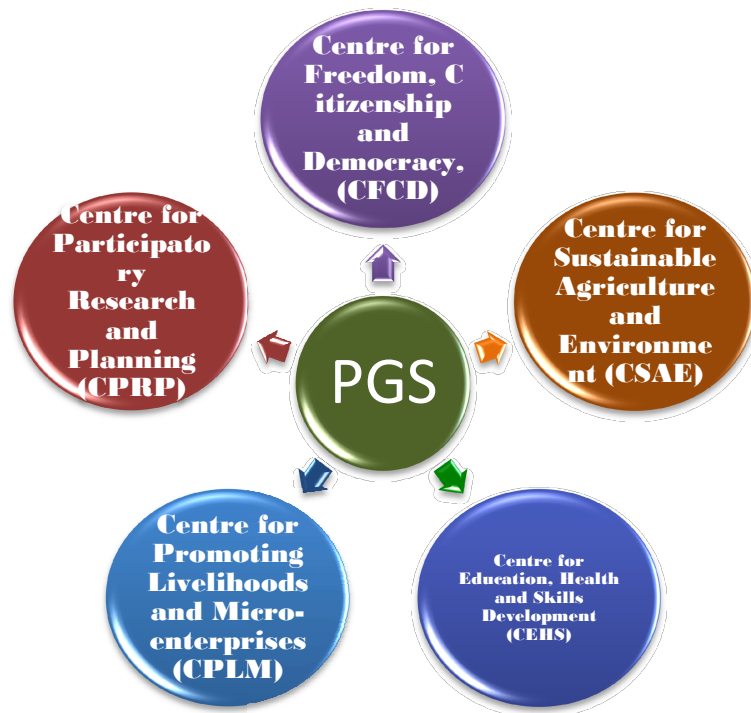 Centre for
Freedom, C
itizenship
and
Democracy,
(CFCD)
Centre for
Participato
ry
Research
and
Planning
(CPRP)
Centre for
Sustainable
Agriculture
and
Environme
nt (CSAE)
PGS
Centre for
Promoting
Livelihoods
and Micro-
enterprises
(CPLM)
Centre for
Education, Health
and Skills
Development
(CEHS)